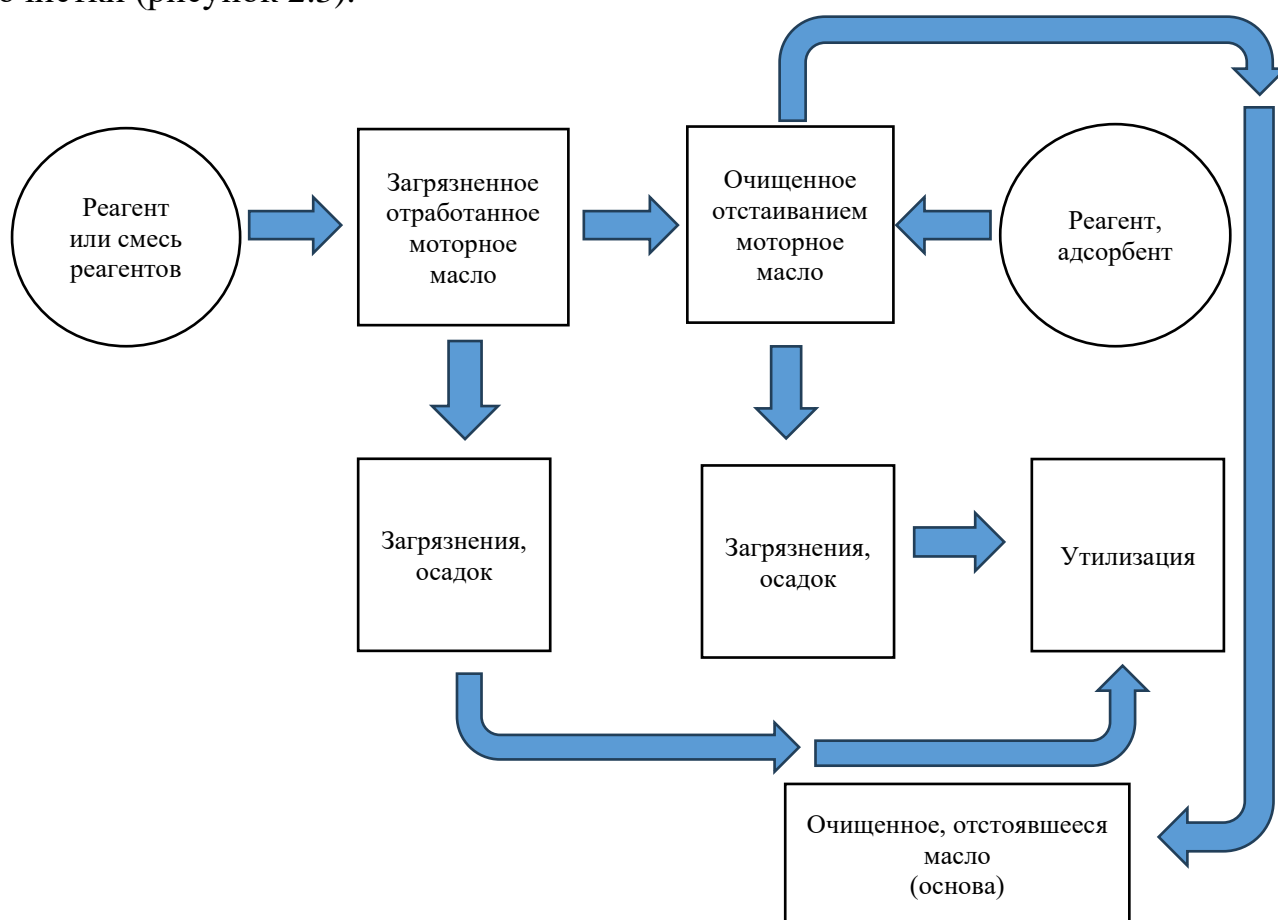 (рисунок 2.3).
Реагент
или смесь
реагентов
Загрязненное
отработанное
моторное
масло
Очищенное
отстаиванием
моторное
масло
Реагент,
адсорбент
Загрязнения,
осадок
Загрязнения,
осадок
Утилизация
Очищенное, отстоявшееся
масло
(основа)